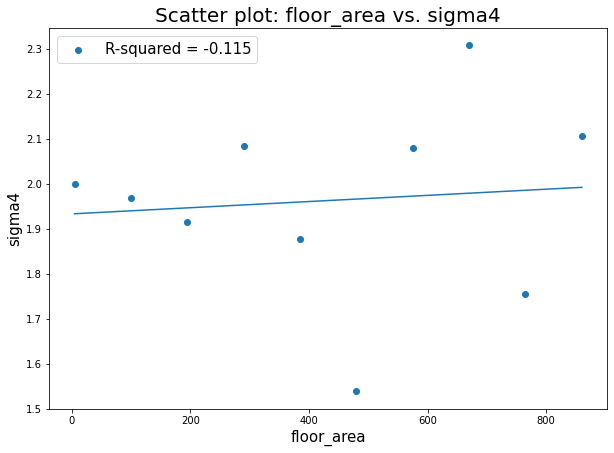 Scatter plot: floor_area vs. sigma4
R-squared = -0.115
2.3
2.2
2.1
2.0
1.9
1.8
1.7
1.6
1.5
sigma4
0 200 400 600 800
floor_area